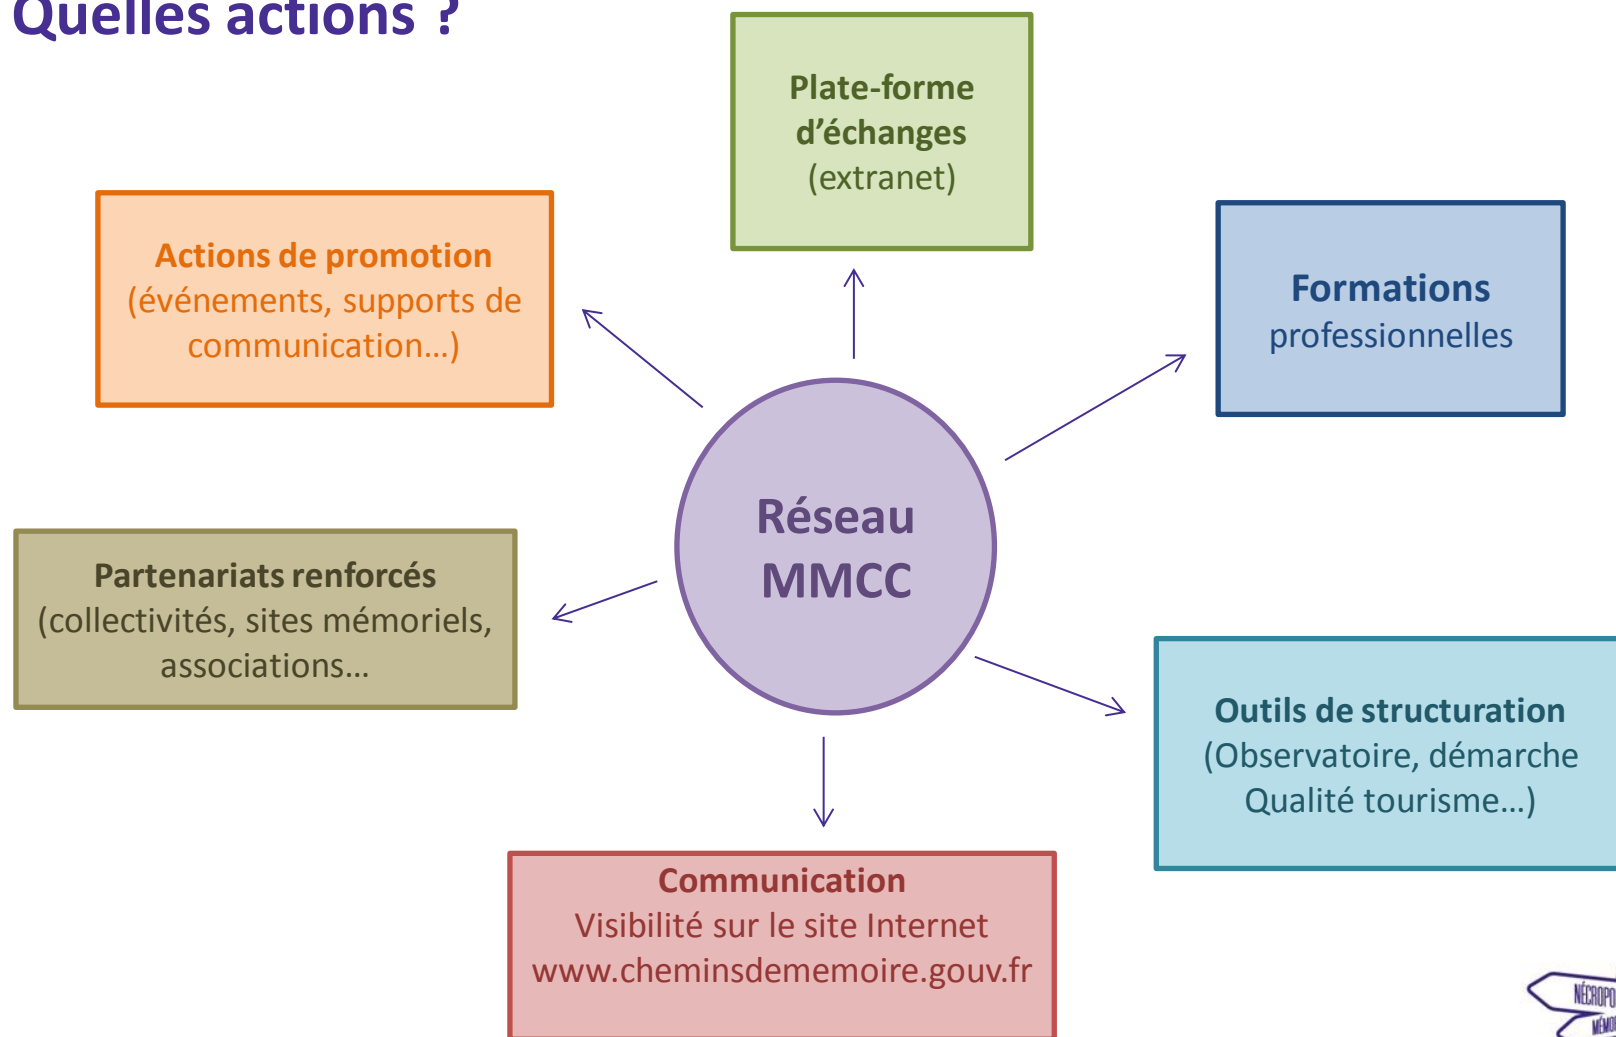 Quelles actions ?
Plate-forme
d’échanges
(extranet)
Actions de promotion
(événements, supports de
communication…)
Formations
professionnelles
Réseau
MMCC
Partenariats renforcés
(collectivités, sites mémoriels,
associations…
Outils de structuration
(Observatoire, démarche
Qualité tourisme…)
Communication
Visibilité sur le site Internet
www.cheminsdememoire.gouv.fr